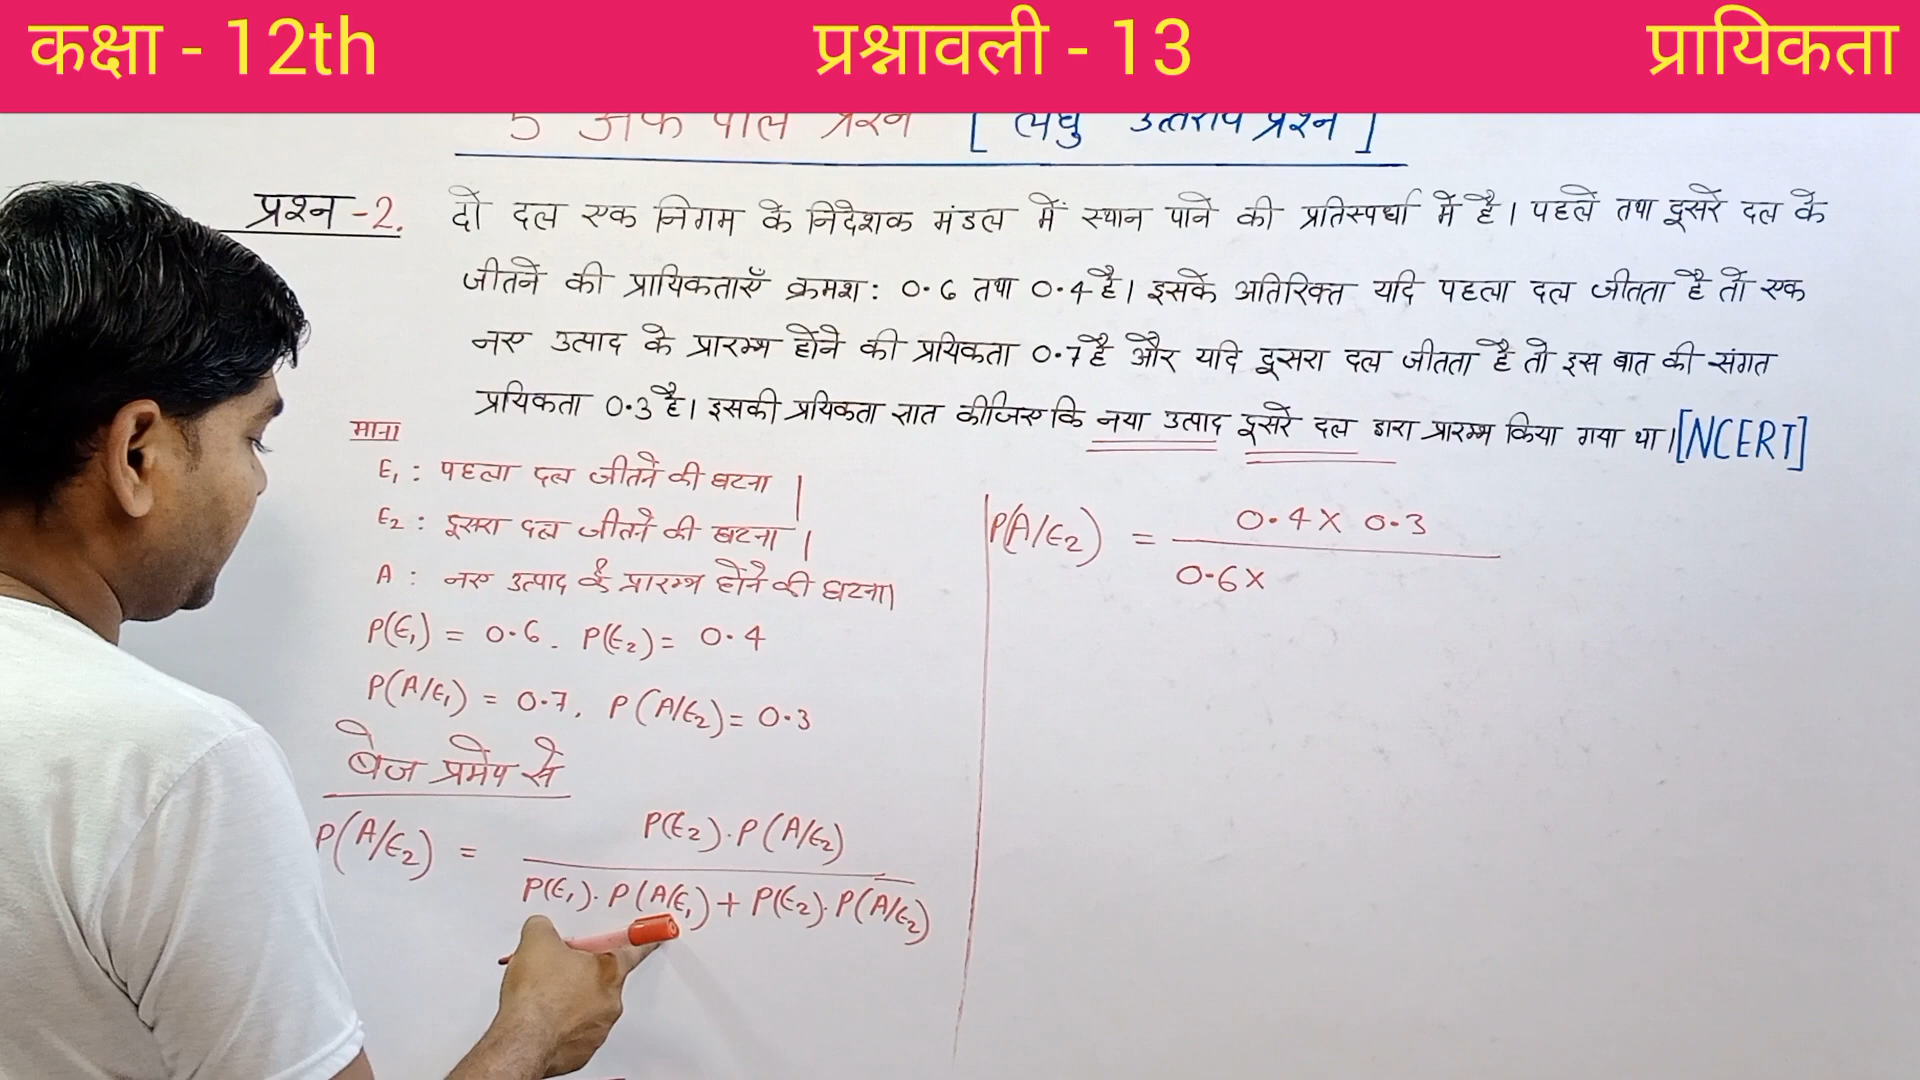 कक्षा - 12th प्रश्नावली - 13 प्रायिकता
5 अंक वाले प्रश्न [ लघु उत्तरीय प्रश्न ]
प्रश्न -2. दो दल एक निगम के निदेशक मंडल में स्थान पाने की प्रतिस्पर्धा में है। पहले तथा दूसरे दल के
जीतने की प्रायिकताएँ क्रमश: 0.6 तथा 0.4 है। इसके अतिरिक्त यदि पहला दल जीतता है तो एक
नए उत्पाद के प्रारम्भ होने की प्रयिकता 0.7 है और यदि दूसरा दल जीतता है तो इस बात की संगत
प्रयिकता 0.3 है। इसकी प्रयिकता ज्ञात कीजिए कि नया उत्पाद दूसरे दल द्वारा प्रारम्भ किया गया था। [NCERT]
माना
E₁ : पहला दल जीतने की घटना |
E₂ : दूसरा दल जीतने की घटना |
A : नए उत्पाद के प्रारम्भ होने की घटना|
P(E₁) = 0.6 . P(E₂) = 0.4
P(A/E₁) = 0.7, P(A/E₂) = 0.3
बेज प्रमेय से
P(A/E₂) = P(E₂).P(A/E₂)
P(E₁).P(A/E₁) + P(E₂).P(A/E₂)
P(A/E₂) = 0.4 X 0.3
0.6 X